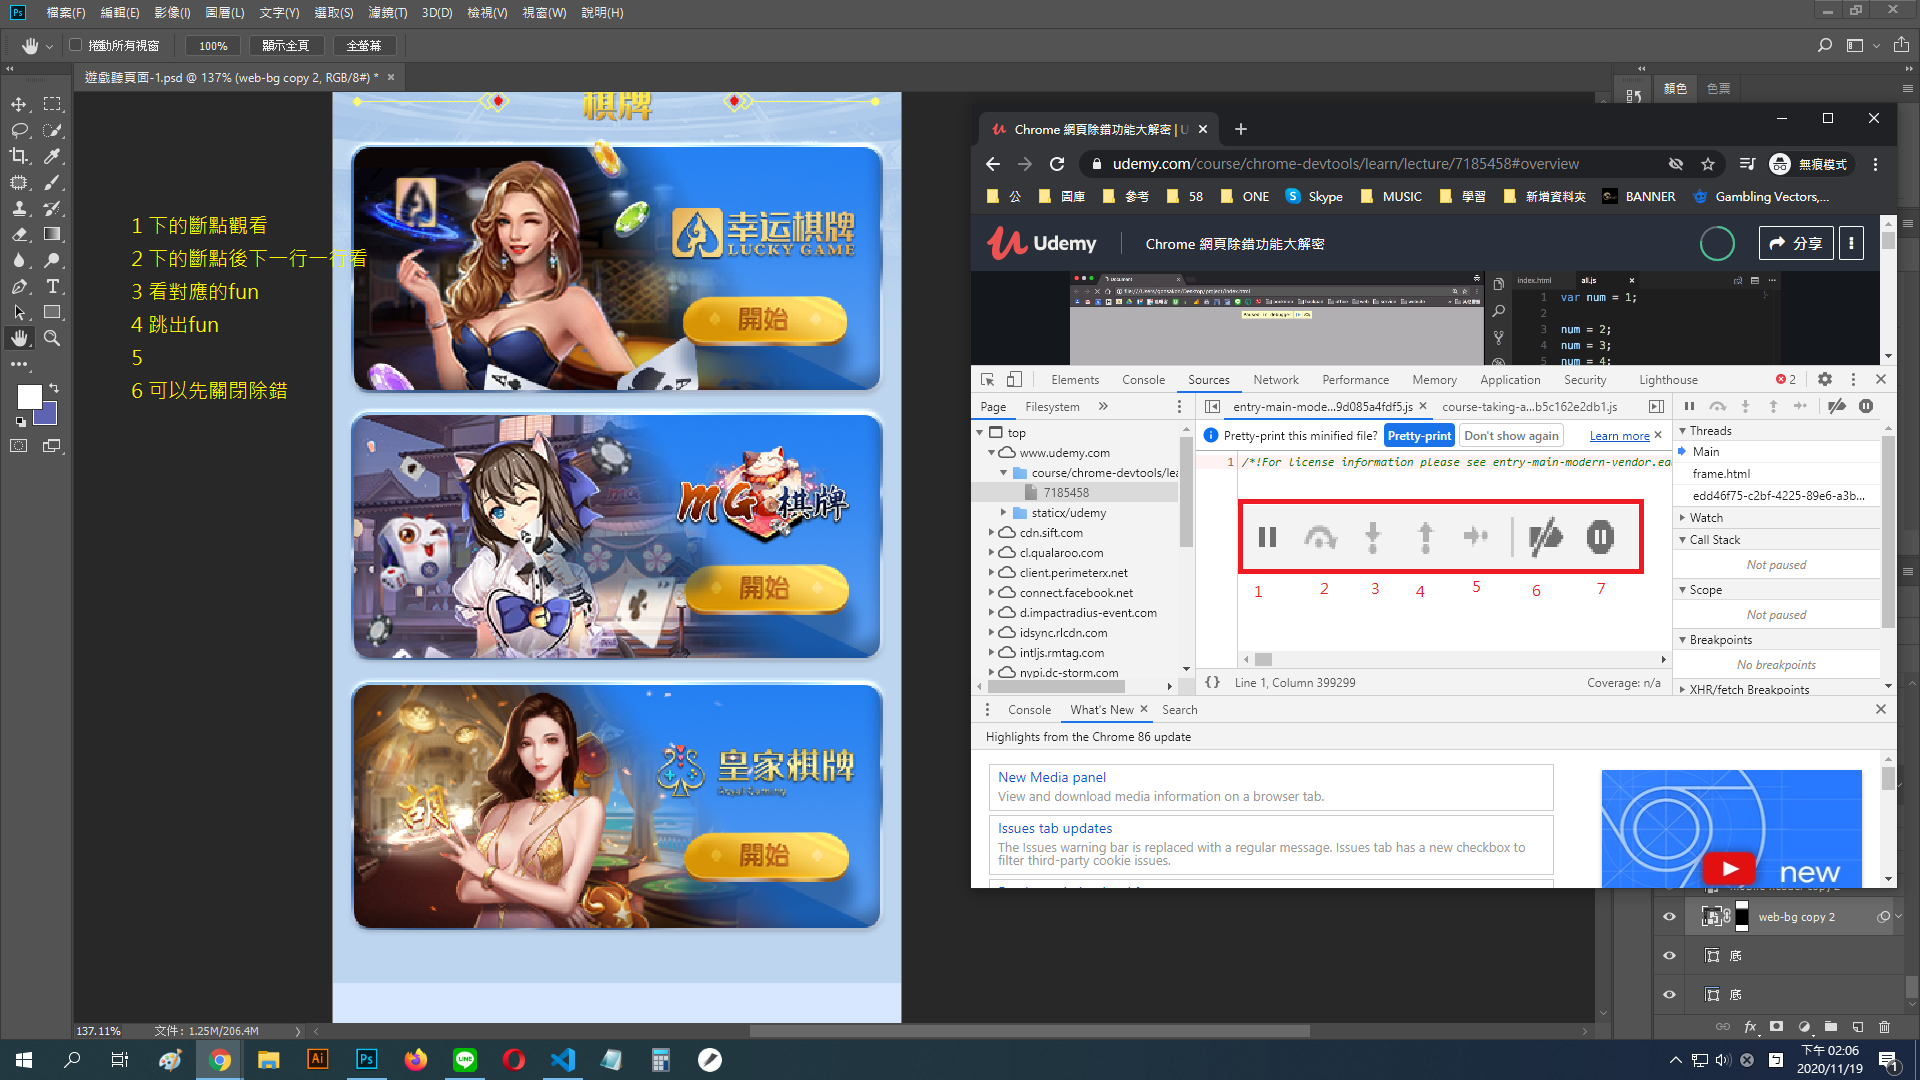 檔案(F) 編輯(E) 影像(I) 圖層(L) 文字(Y) 選取(S) 濾鏡(T) 3D(D) 檢視(V) 視窗(W) 說明(H)
捲動所有視窗 100% 顯示全頁 全螢幕
遊戲聽頁面-1.psd @ 137% (web-bg copy 2, RGB/8#) *
顏色 色票
棋牌
1 下的斷點觀看
2 下的斷點後下一行一行看
3 看對應的fun
4 跳出fun
5
6 可以先關閉除錯
幸运棋牌
LUCKY GAME
開始
MG 棋牌
開始
胡
皇家棋牌
Royal Gaming
開始
Chrome 網頁除錯功能大解密 | U
udemy.com/course/chrome-devtools/learn/lecture/7185458#overview
無痕模式
公 圖庫 參考 58 ONE Skype MUSIC 學習 新增資料夾 BANNER Gambling Vectors,...
Udemy Chrome 網頁除錯功能大解密 分享
Document
Paused in debugger
index.html all.js
1 var num = 1;
2
3 num = 2;
4 num = 3;
5 num = 4;
Elements Console Sources Network Performance Memory Application Security Lighthouse 2
Page Filesystem
entry-main-mode...9d085a4fdf5.js course-taking-a...b5c162e2db1.js
Pretty-print this minified file? Pretty-print Don't show again Learn more
1 /*!For license information please see entry-main-modern-vendor.ea
top
www.udemy.com
course/chrome-devtools/lea
7185458
staticx/udemy
cdn.sift.com
cl.qualaroo.com
client.perimeterx.net
connect.facebook.net
d.impactradius-event.com
idsync.rlcdn.com
intljs.rmtag.com
nypi.dc-storm.com
1 2 3 4 5 6 7
Threads
Main
frame.html
edd46f75-c2bf-4225-89e6-a3b...
Watch
Call Stack
Not paused
Scope
Not paused
Breakpoints
No breakpoints
XHR/fetch Breakpoints
{} Line 1, Column 399299 Coverage: n/a
Console What's New Search
Highlights from the Chrome 86 update
New Media panel
View and download media information on a browser tab.
Issues tab updates
The Issues warning bar is replaced with a regular message. Issues tab has a new checkbox to
filter third-party cookie issues.
new
web-bg copy 2
底
底
fx
137.11% 文件: 1.25M/206.4M
Ai Ps LINE
下午 02:06
2020/11/19
1